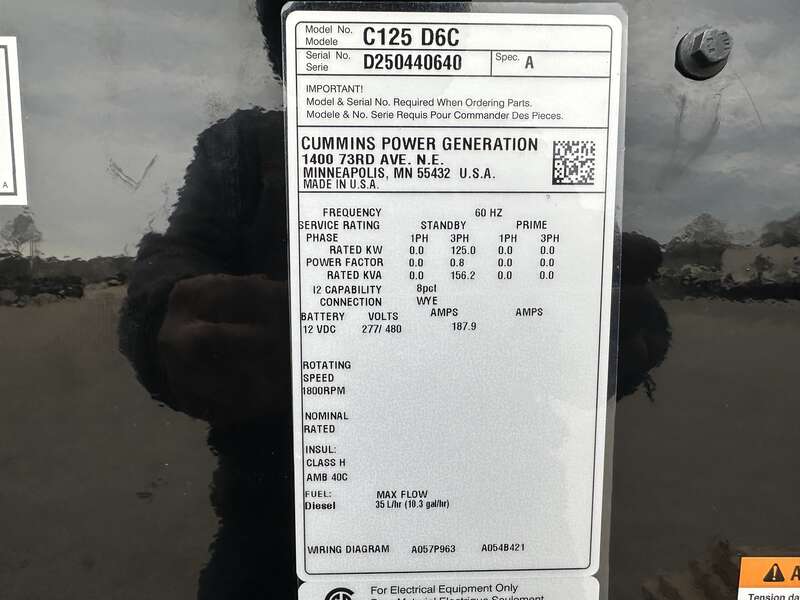 Model No. C125 D6C
Modele
Serial No. D250440640 Spec. A
Serie
IMPORTANT!
Model & Serial No. Required When Ordering Parts.
Modele & No. Serie Requis Pour Commander Des Pieces.
CUMMINS POWER GENERATION
1400 73RD AVE. N.E.
MINNEAPOLIS, MN 55432 U.S.A.
MADE IN U.S.A.
FREQUENCY 60 HZ
SERVICE RATING STANDBY PRIME
PHASE 1PH 3PH 1PH 3PH
RATED KW 0.0 125.0 0.0 0.0
POWER FACTOR 0.0 0.8 0.0 0.0
RATED KVA 0.0 156.2 0.0 0.0
I2 CAPABILITY 8pct
CONNECTION WYE
BATTERY VOLTS AMPS AMPS
12 VDC 277/ 480 187.9
ROTATING
SPEED
1800RPM
NOMINAL
RATED
INSUL:
CLASS H
AMB 40C
FUEL: MAX FLOW
Diesel 35 L/hr (10.3 gal/hr)
WIRING DIAGRAM A057P963 A054B421
For Electrical Equipment Only
A
A
Tension da